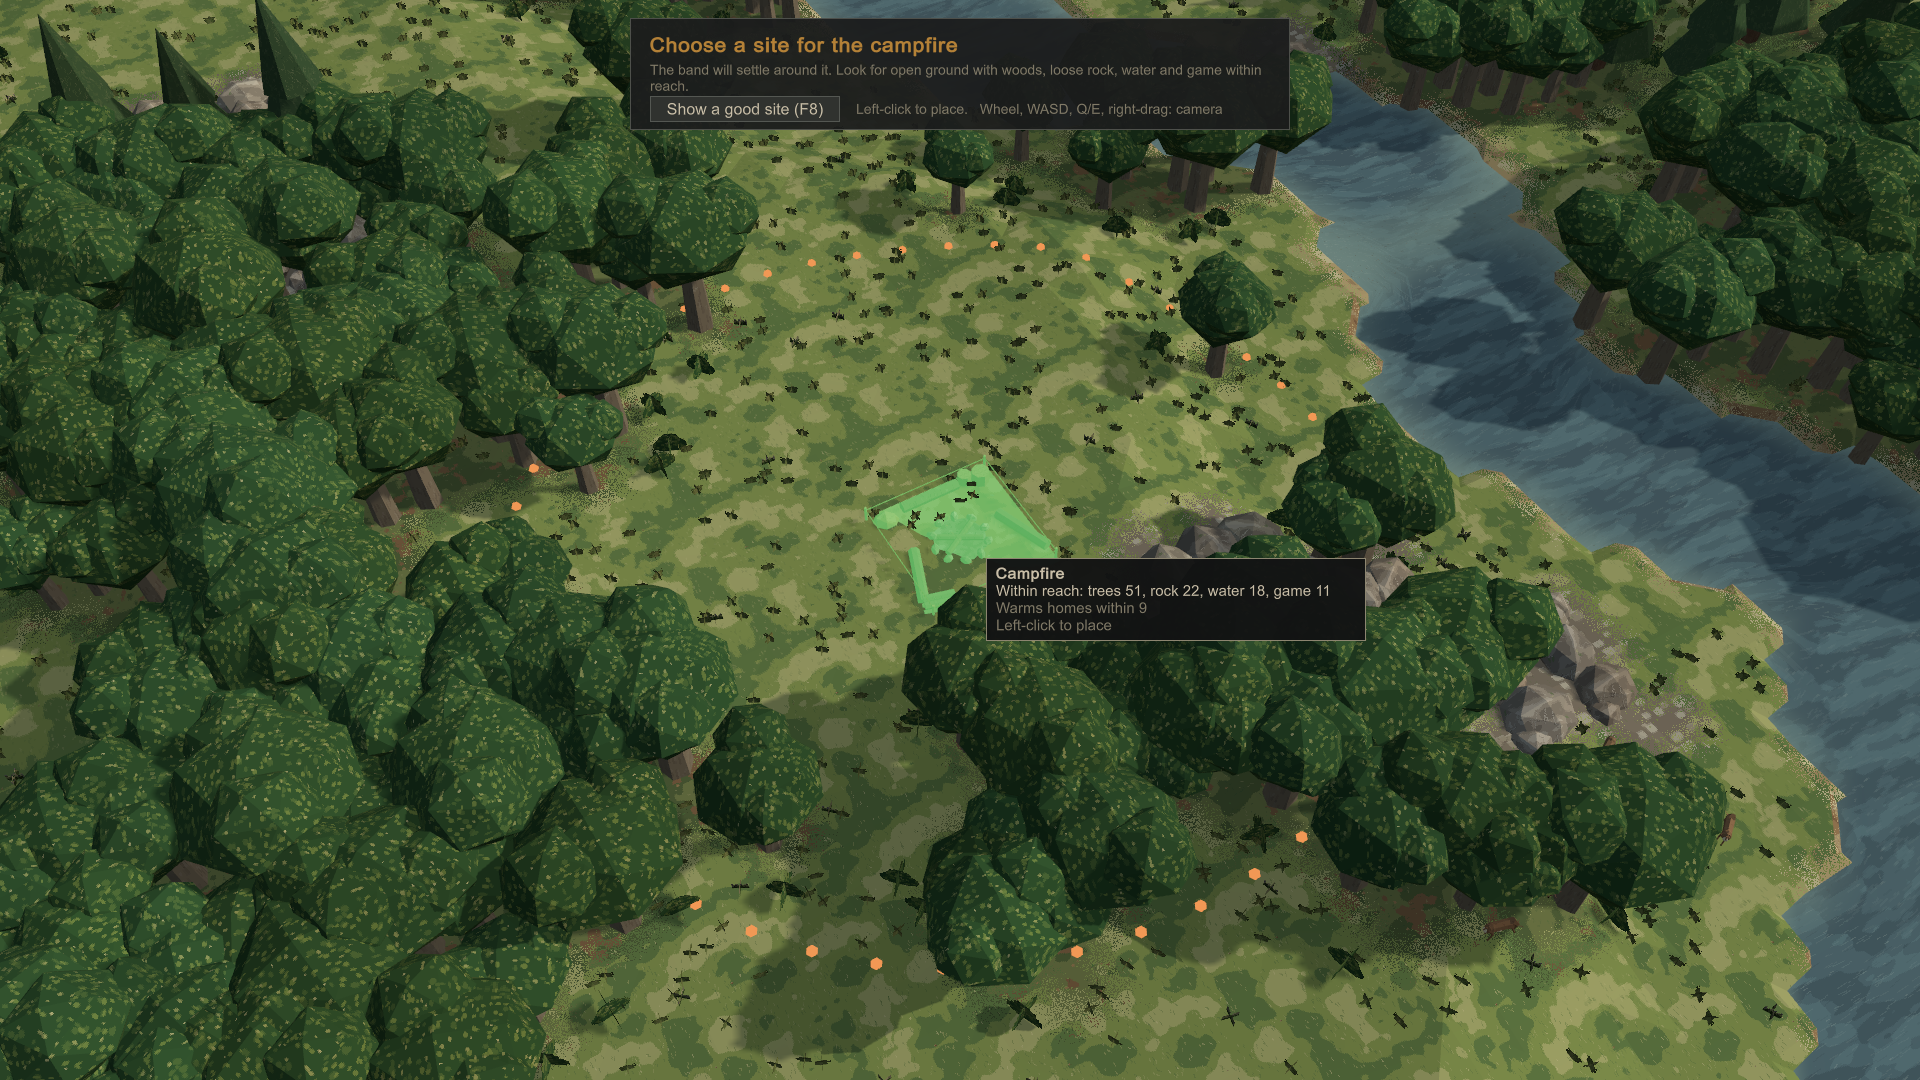 Choose a site for the campfire
The band will settle around it. Look for open ground with woods, loose rock, water and game within
reach.
Show a good site (F8) Left-click to place. Wheel, WASD, Q/E, right-drag: camera
Campfire
Within reach: trees 51, rock 22, water 18, game 11
Warms homes within 9
Left-click to place